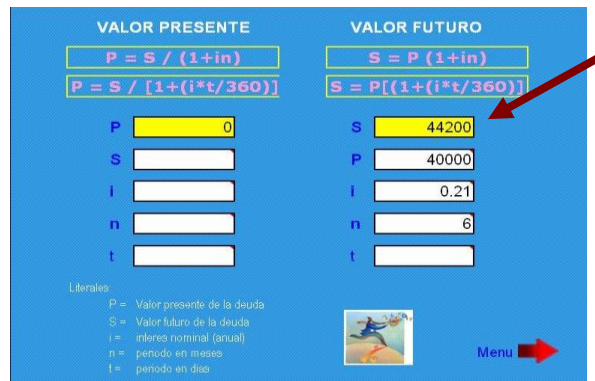 VALOR PRESENTE
P = S / (1+in)
P = S / [1+(i*t/360)]
P 0
S
i
n
t
VALOR FUTURO
S = P (1+in)
S = P[(1+(i*t/360)]
S 44200
P 40000
i 0.21
n 6
t
Literales:
P = Valor presente de la deuda
S = Valor futuro de la deuda
i = interes nominal (anual)
n = periodo en meses
t = periodo en dias
Menu